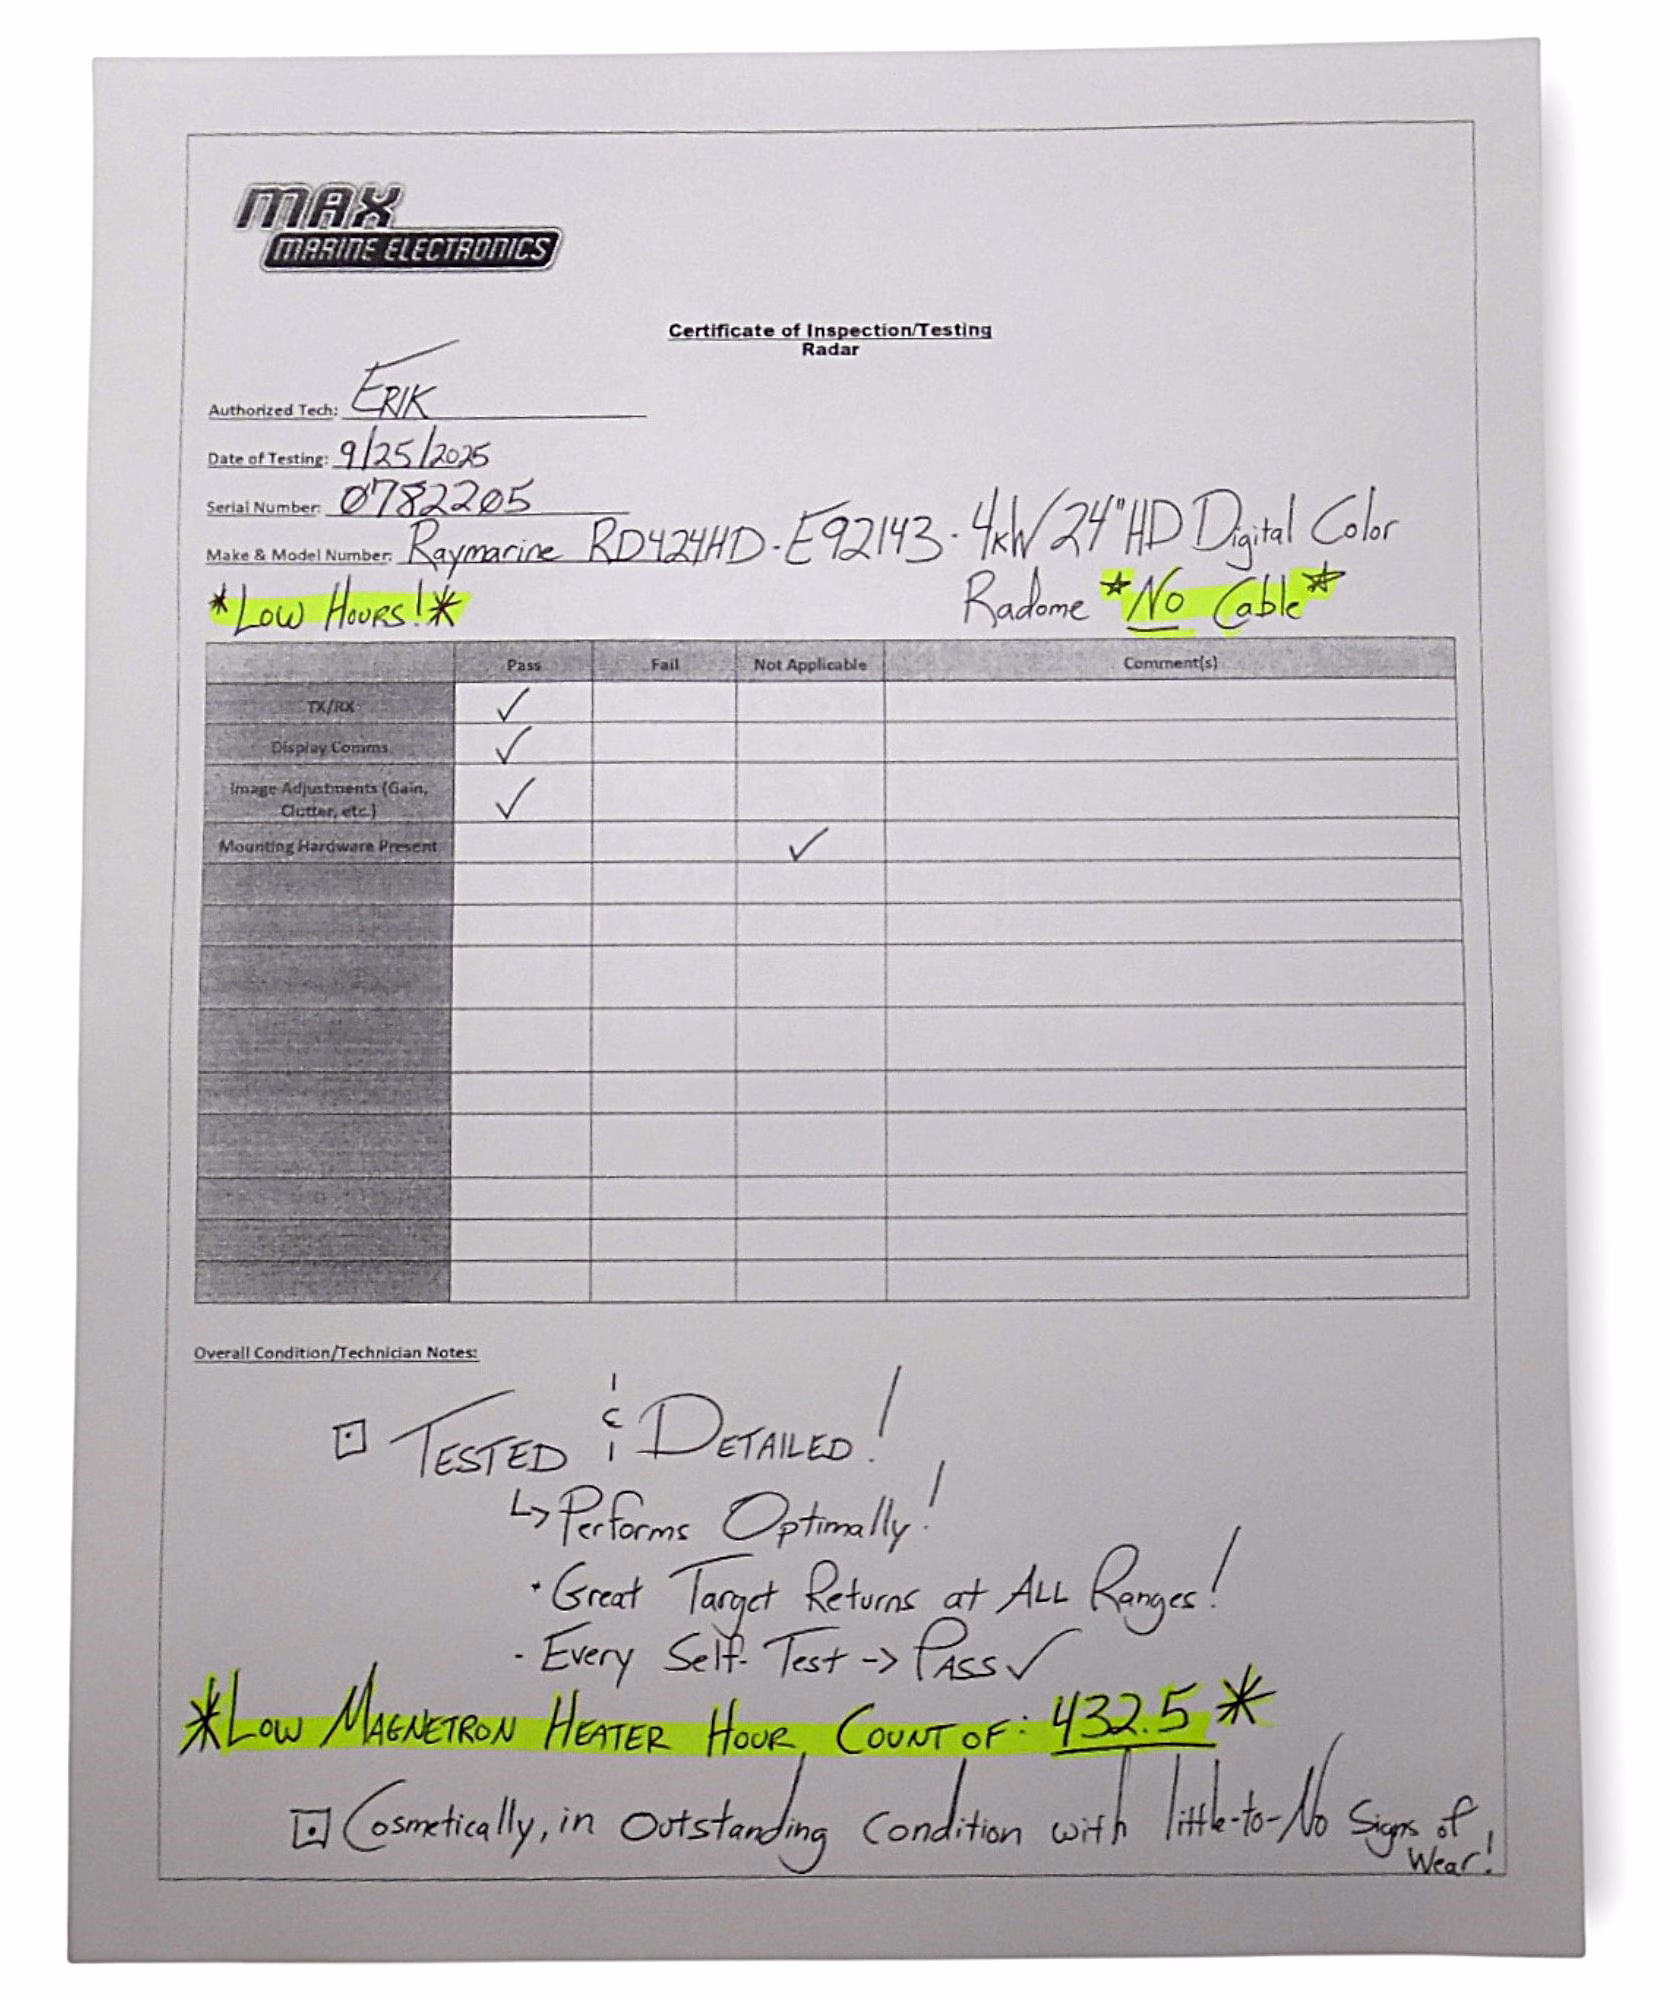 MAX
MARINE ELECTRONICS
Certificate of Inspection/Testing
Radar
Authorized Tech: ERIK
Date of Testing: 9/25/2025
Serial Number: 0782205
Make & Model Number: Raymarine RD424HD - E92143 - 4kW 24" HD Digital Color
Radome *No Cable*
*Low Hours!*
Pass Fail Not Applicable Comment(s)
TX/RX ✓
Display Comms ✓
Image Adjustments (Gain,
Clutter, etc.) ✓
Mounting Hardware Present ✓
Overall Condition/Technician Notes:
TESTED & DETAILED!
↳ Performs Optimally!
· Great Target Returns at ALL Ranges!
- Every Self-Test -> PASS ✓
*LOW MAGNETRON HEATER HOUR COUNT OF: 432.5*
Cosmetically, in Outstanding Condition with little-to-No Signs of
Wear!